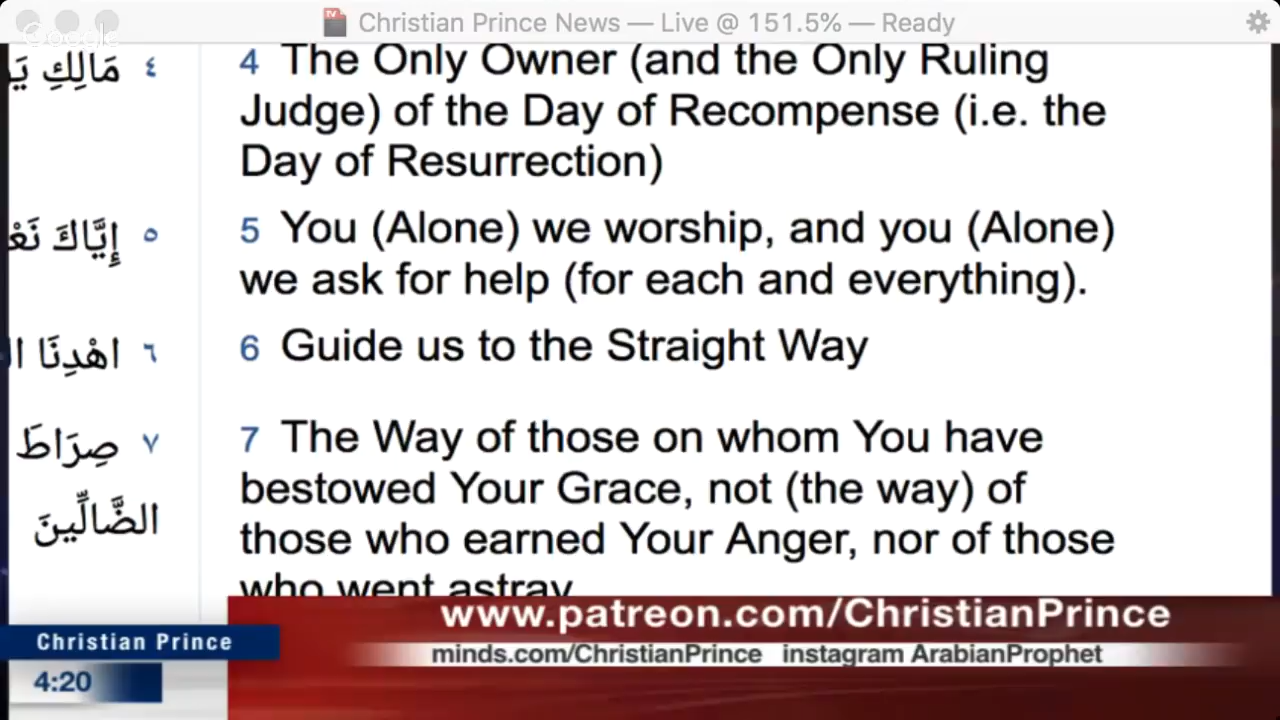 Christian Prince News — Live @ 151.5% — Ready
Google
مَالِكِ
٤
4 The Only Owner (and the Only Ruling
Judge) of the Day of Recompense (i.e. the
Day of Resurrection)
إِيَّاكَ
٥
5 You (Alone) we worship, and you (Alone)
we ask for help (for each and everything).
اهْدِنَا
٦
6 Guide us to the Straight Way
صِرَاطَ
٧
الضَّالِّينَ
7 The Way of those on whom You have
bestowed Your Grace, not (the way) of
those who earned Your Anger, nor of those
who went astray
www.patreon.com/ChristianPrince
Christian Prince
minds.com/ChristianPrince instagram ArabianProphet
4:20